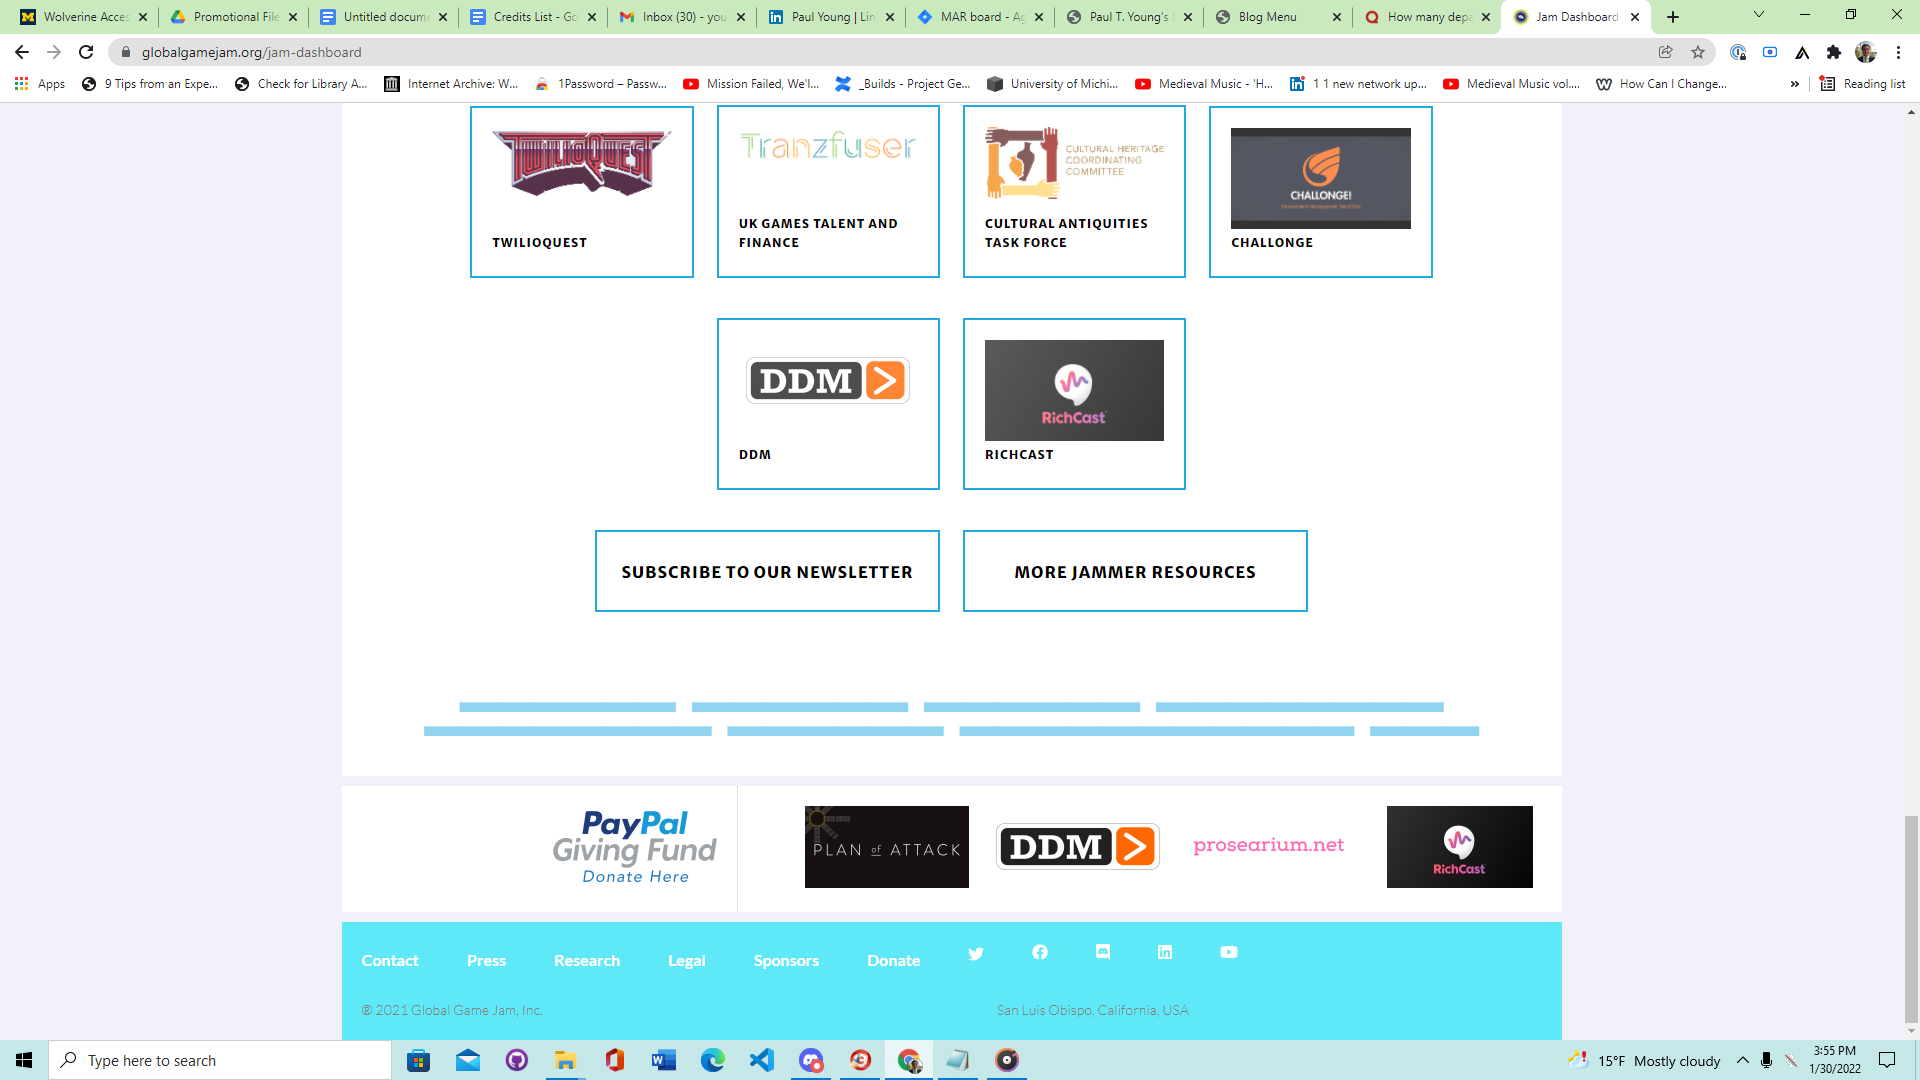 Wolverine Acces
Promotional File
Untitled docume
Credits List - Go
Inbox (30) - you
Paul Young | Lin
MAR board - Ag
Paul T. Young's
Blog Menu
How many depa
Jam Dashboard
globalgamejam.org/jam-dashboard
Apps
9 Tips from an Expe...
Check for Library A...
Internet Archive: W...
1Password – Passw...
Mission Failed, We'l...
_Builds - Project Ge...
University of Michi...
Medieval Music - 'H...
1 1 new network up...
Medieval Music vol....
How Can I Change...
»
Reading list
TWILIOQUEST
TWILIOQUEST
Tranzfuser
UK GAMES TALENT AND
FINANCE
CULTURAL HERITAGE
COORDINATING
COMMITTEE
CULTURAL ANTIQUITIES
TASK FORCE
CHALLONGE!
CHALLONGE
DDM
DDM
RichCast
RICHCAST
SUBSCRIBE TO OUR NEWSLETTER
MORE JAMMER RESOURCES
PayPal
Giving Fund
Donate Here
PLAN of ATTACK
DDM
prosearium.net
RichCast
Contact
Press
Research
Legal
Sponsors
Donate
® 2021 Global Game Jam, Inc.
San Luis Obispo, California, USA
Type here to search
15°F Mostly cloudy
3:55 PM
1/30/2022